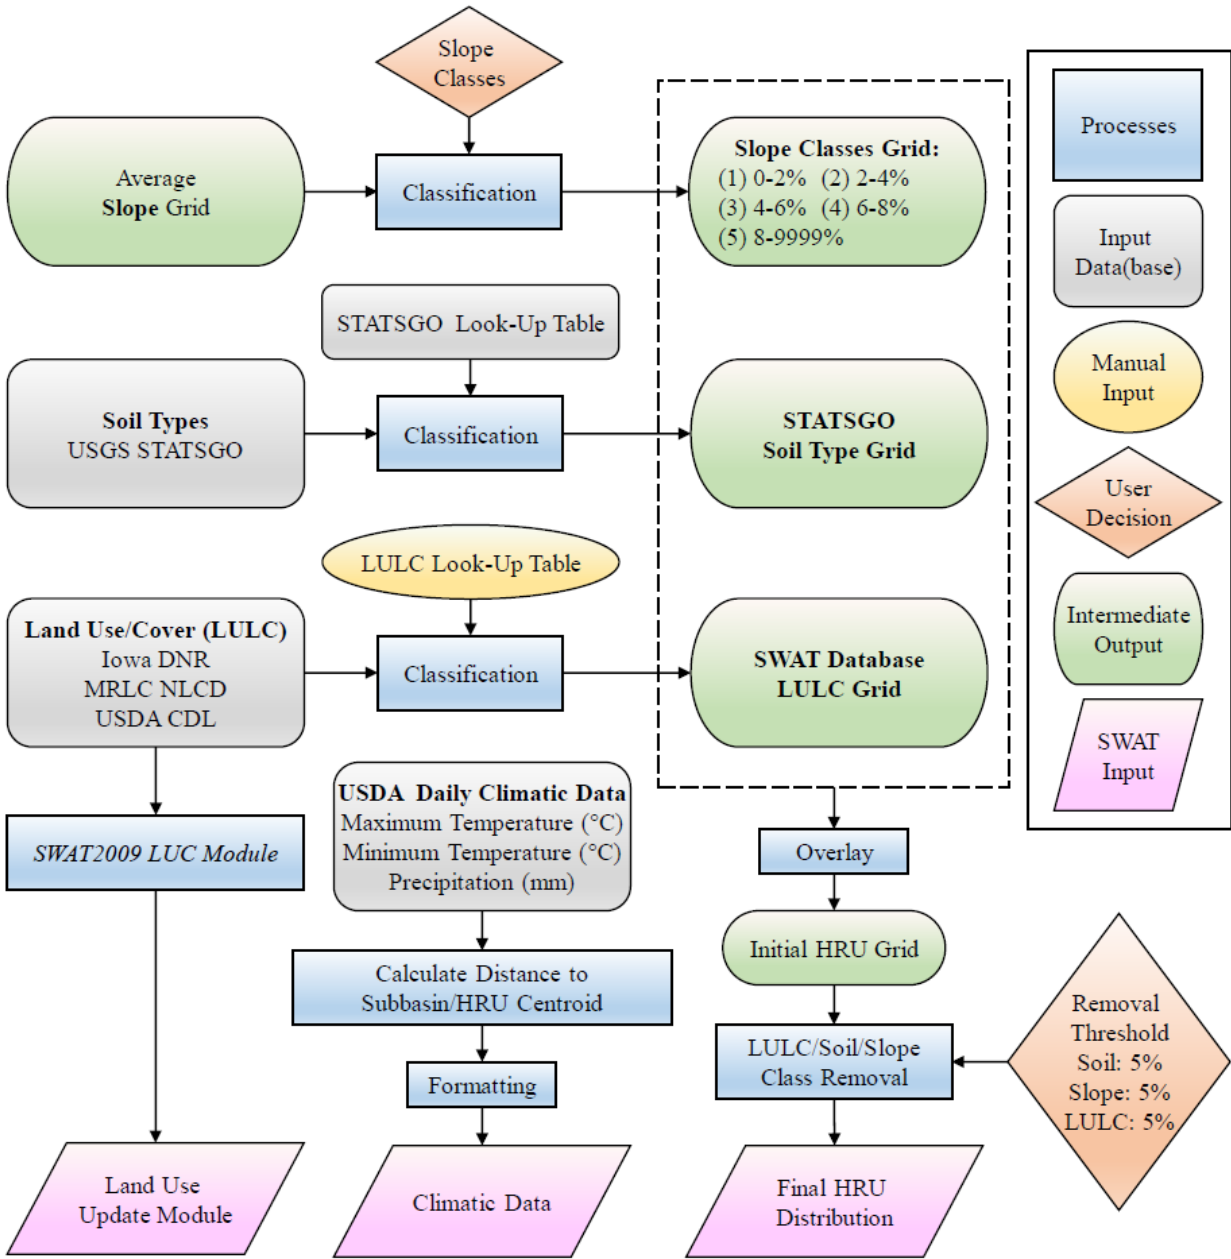 Slope
Classes
Average
Slope Grid
Classification
Slope Classes Grid:
(1) 0-2% (2) 2-4%
(3) 4-6% (4) 6-8%
(5) 8-9999%
STATSGO Look-Up Table
Soil Types
USGS STATSGO
Classification
STATSGO
Soil Type Grid
LULC Look-Up Table
Land Use/Cover (LULC)
Iowa DNR
MRLC NLCD
USDA CDL
Classification
SWAT Database
LULC Grid
SWAT2009 LUC Module
Land Use
Update Module
USDA Daily Climatic Data
Maximum Temperature (°C)
Minimum Temperature (°C)
Precipitation (mm)
Calculate Distance to
Subbasin/HRU Centroid
Formatting
Climatic Data
Overlay
Initial HRU Grid
LULC/Soil/Slope
Class Removal
Removal
Threshold
Soil: 5%
Slope: 5%
LULC: 5%
Final HRU
Distribution
Processes
Input
Data(base)
Manual
Input
User
Decision
Intermediate
Output
SWAT
Input